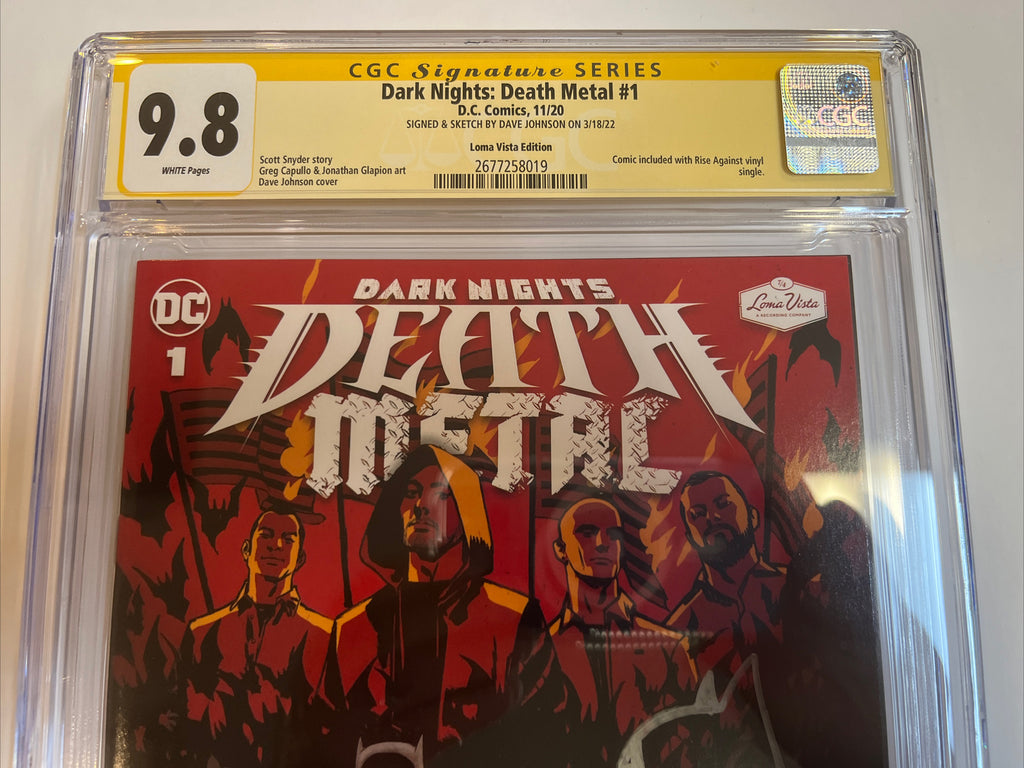 CGC Signature SERIES
Dark Nights: Death Metal #1
D.C. Comics, 11/20
SIGNED & SKETCH BY DAVE JOHNSON ON 3/18/22
Loma Vista Edition
2677258019
9.8
WHITE Pages
Scott Snyder story
Greg Capullo & Jonathan Glapion art
Dave Johnson cover
Comic included with Rise Against vinyl
single.
CGC
DC
1
DARK NIGHTS
DEATH
METAL
7/4
Loma Vista
A RECORDING COMPANY